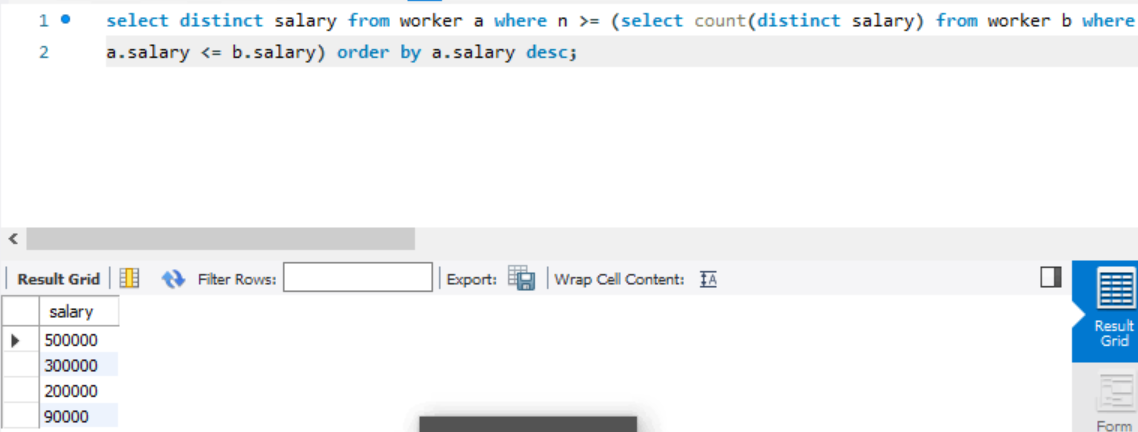 1 select distinct salary from worker a where n >= (select count(distinct salary) from worker b where
2 a.salary <= b.salary) order by a.salary desc;
Result Grid Filter Rows: Export: Wrap Cell Content: IA
salary
500000
300000
200000
90000
Result
Grid
Form